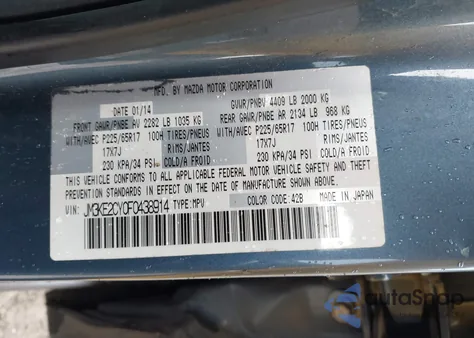 MFD. BY MAZDA MOTOR CORPORATION
DATE 01/14 GVWR/PNBV 4409 LB 2000 KG
FRONT GAWR/PNBE AV 2282 LB 1035 KG REAR GAWR/PNBE AR 2134 LB 968 KG
WITH/AVEC P225/65R17 100H TIRES/PNEUS WITH/AVEC P225/65R17 100H TIRES/PNEUS
17X7J RIMS/JANTES 17X7J RIMS/JANTES
230 KPA/34 PSI COLD/A FROID 230 KPA/34 PSI COLD/A FROID
THIS VEHICLE CONFORMS TO ALL APPLICABLE FEDERAL MOTOR VEHICLE SAFETY AND THEFT
PREVENTION STANDARDS IN EFFECT ON THE DATE OF MANUFACTURE SHOWN ABOVE.
VIN: JM3KE2CY0F0438914 TYPE:MPV COLOR CODE: 42B MADE IN JAPAN
H
autoSnap